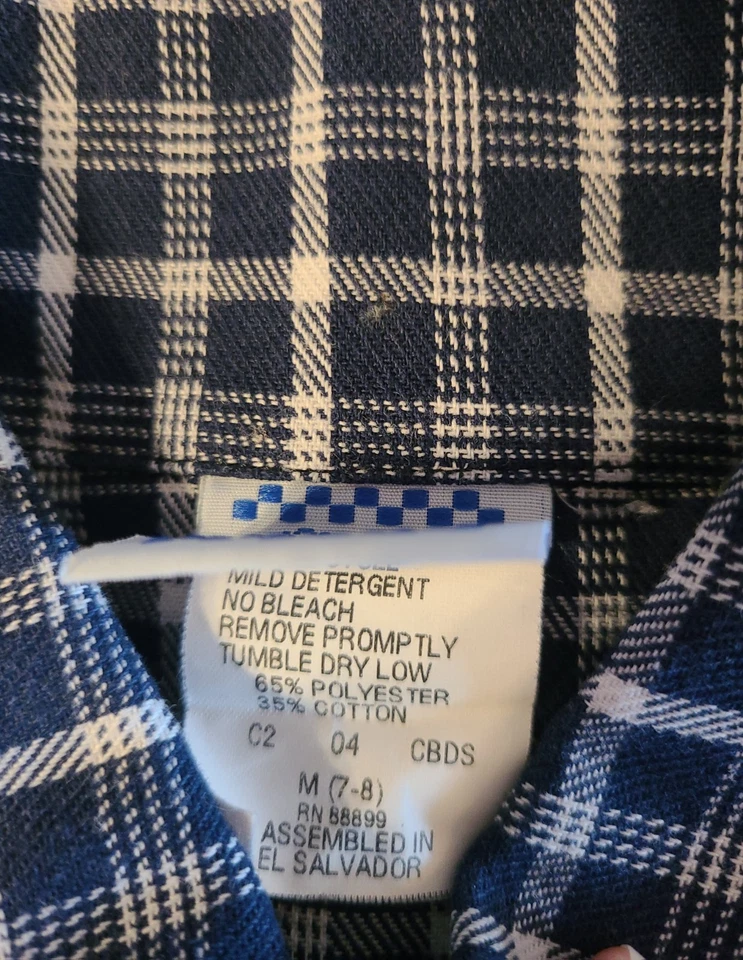 MILD DETERGENT
NO BLEACH
REMOVE PROMPTLY
TUMBLE DRY LOW
65% POLYESTER
35% COTTON
C2 04 CBDS
M (7-8)
RN 88899
ASSEMBLED IN
EL SALVADOR